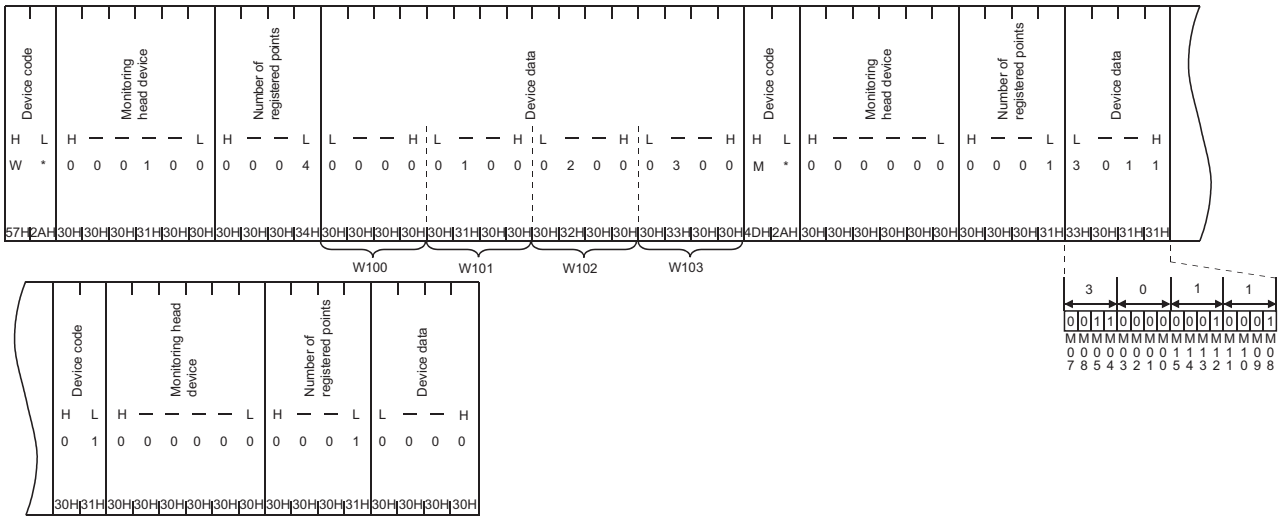 Device code
Monitoring head device
Number of registered points
Device data
Device code
Monitoring head device
Number of registered points
Device data
H L H — — — — L H — — L L — — H L — — H L — — H L — — H H L H — — — — L H — — L L — — H
W * 0 0 0 1 0 0 0 0 0 4 0 0 0 0 0 1 0 0 0 2 0 0 0 3 0 0 M * 0 0 0 0 0 0 0 0 0 1 3 0 1 1
57H 2AH 30H 30H 30H 31H 30H 30H 30H 30H 30H 34H 30H 30H 30H 30H 30H 31H 30H 30H 30H 32H 30H 30H 30H 33H 30H 30H 4DH 2AH 30H 30H 30H 30H 30H 30H 30H 30H 30H 31H 33H 30H 31H 31H
W100 W101 W102 W103
3 0 1 1
0 0 1 1 0 0 0 0 0 0 0 1 0 0 0 1
M M M M M M M M M M M M M M M M
0 0 0 0 0 0 0 0 1 1 1 1 1 1 0 0
7 8 5 4 3 2 1 0 5 4 3 2 1 0 9 8
Device code
Monitoring head device
Number of registered points
Device data
H L H — — — — L H — — L L — — H
0 1 0 0 0 0 0 0 0 0 0 1 0 0 0 0
30H 31H 30H 30H 30H 30H 30H 30H 30H 30H 30H 31H 30H 30H 30H 30H